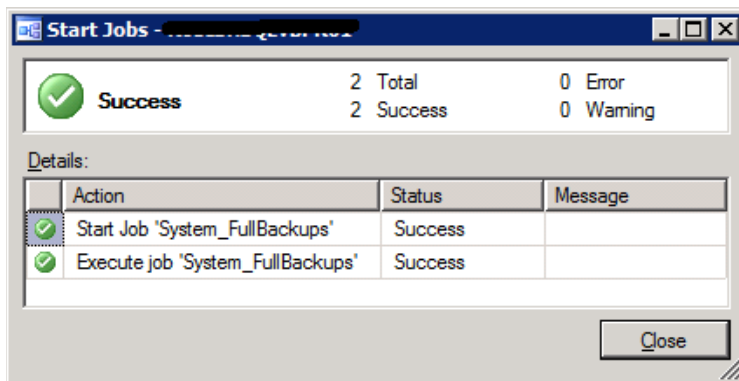 Start Jobs -
Success
2 Total
0 Error
2 Success
0 Warning
Details:
Action Status Message
Start Job 'System_FullBackups' Success
Execute job 'System_FullBackups' Success
Close